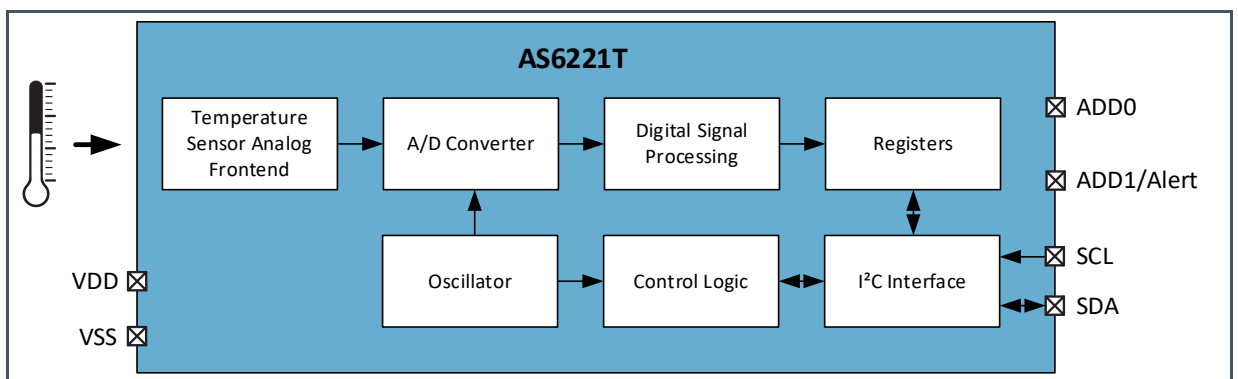 AS6221T
Temperature
Sensor Analog
Frontend
A/D Converter
Digital Signal
Processing
Registers
ADD0
ADD1/Alert
Oscillator
Control Logic
I²C Interface
SCL
SDA
VDD
VSS